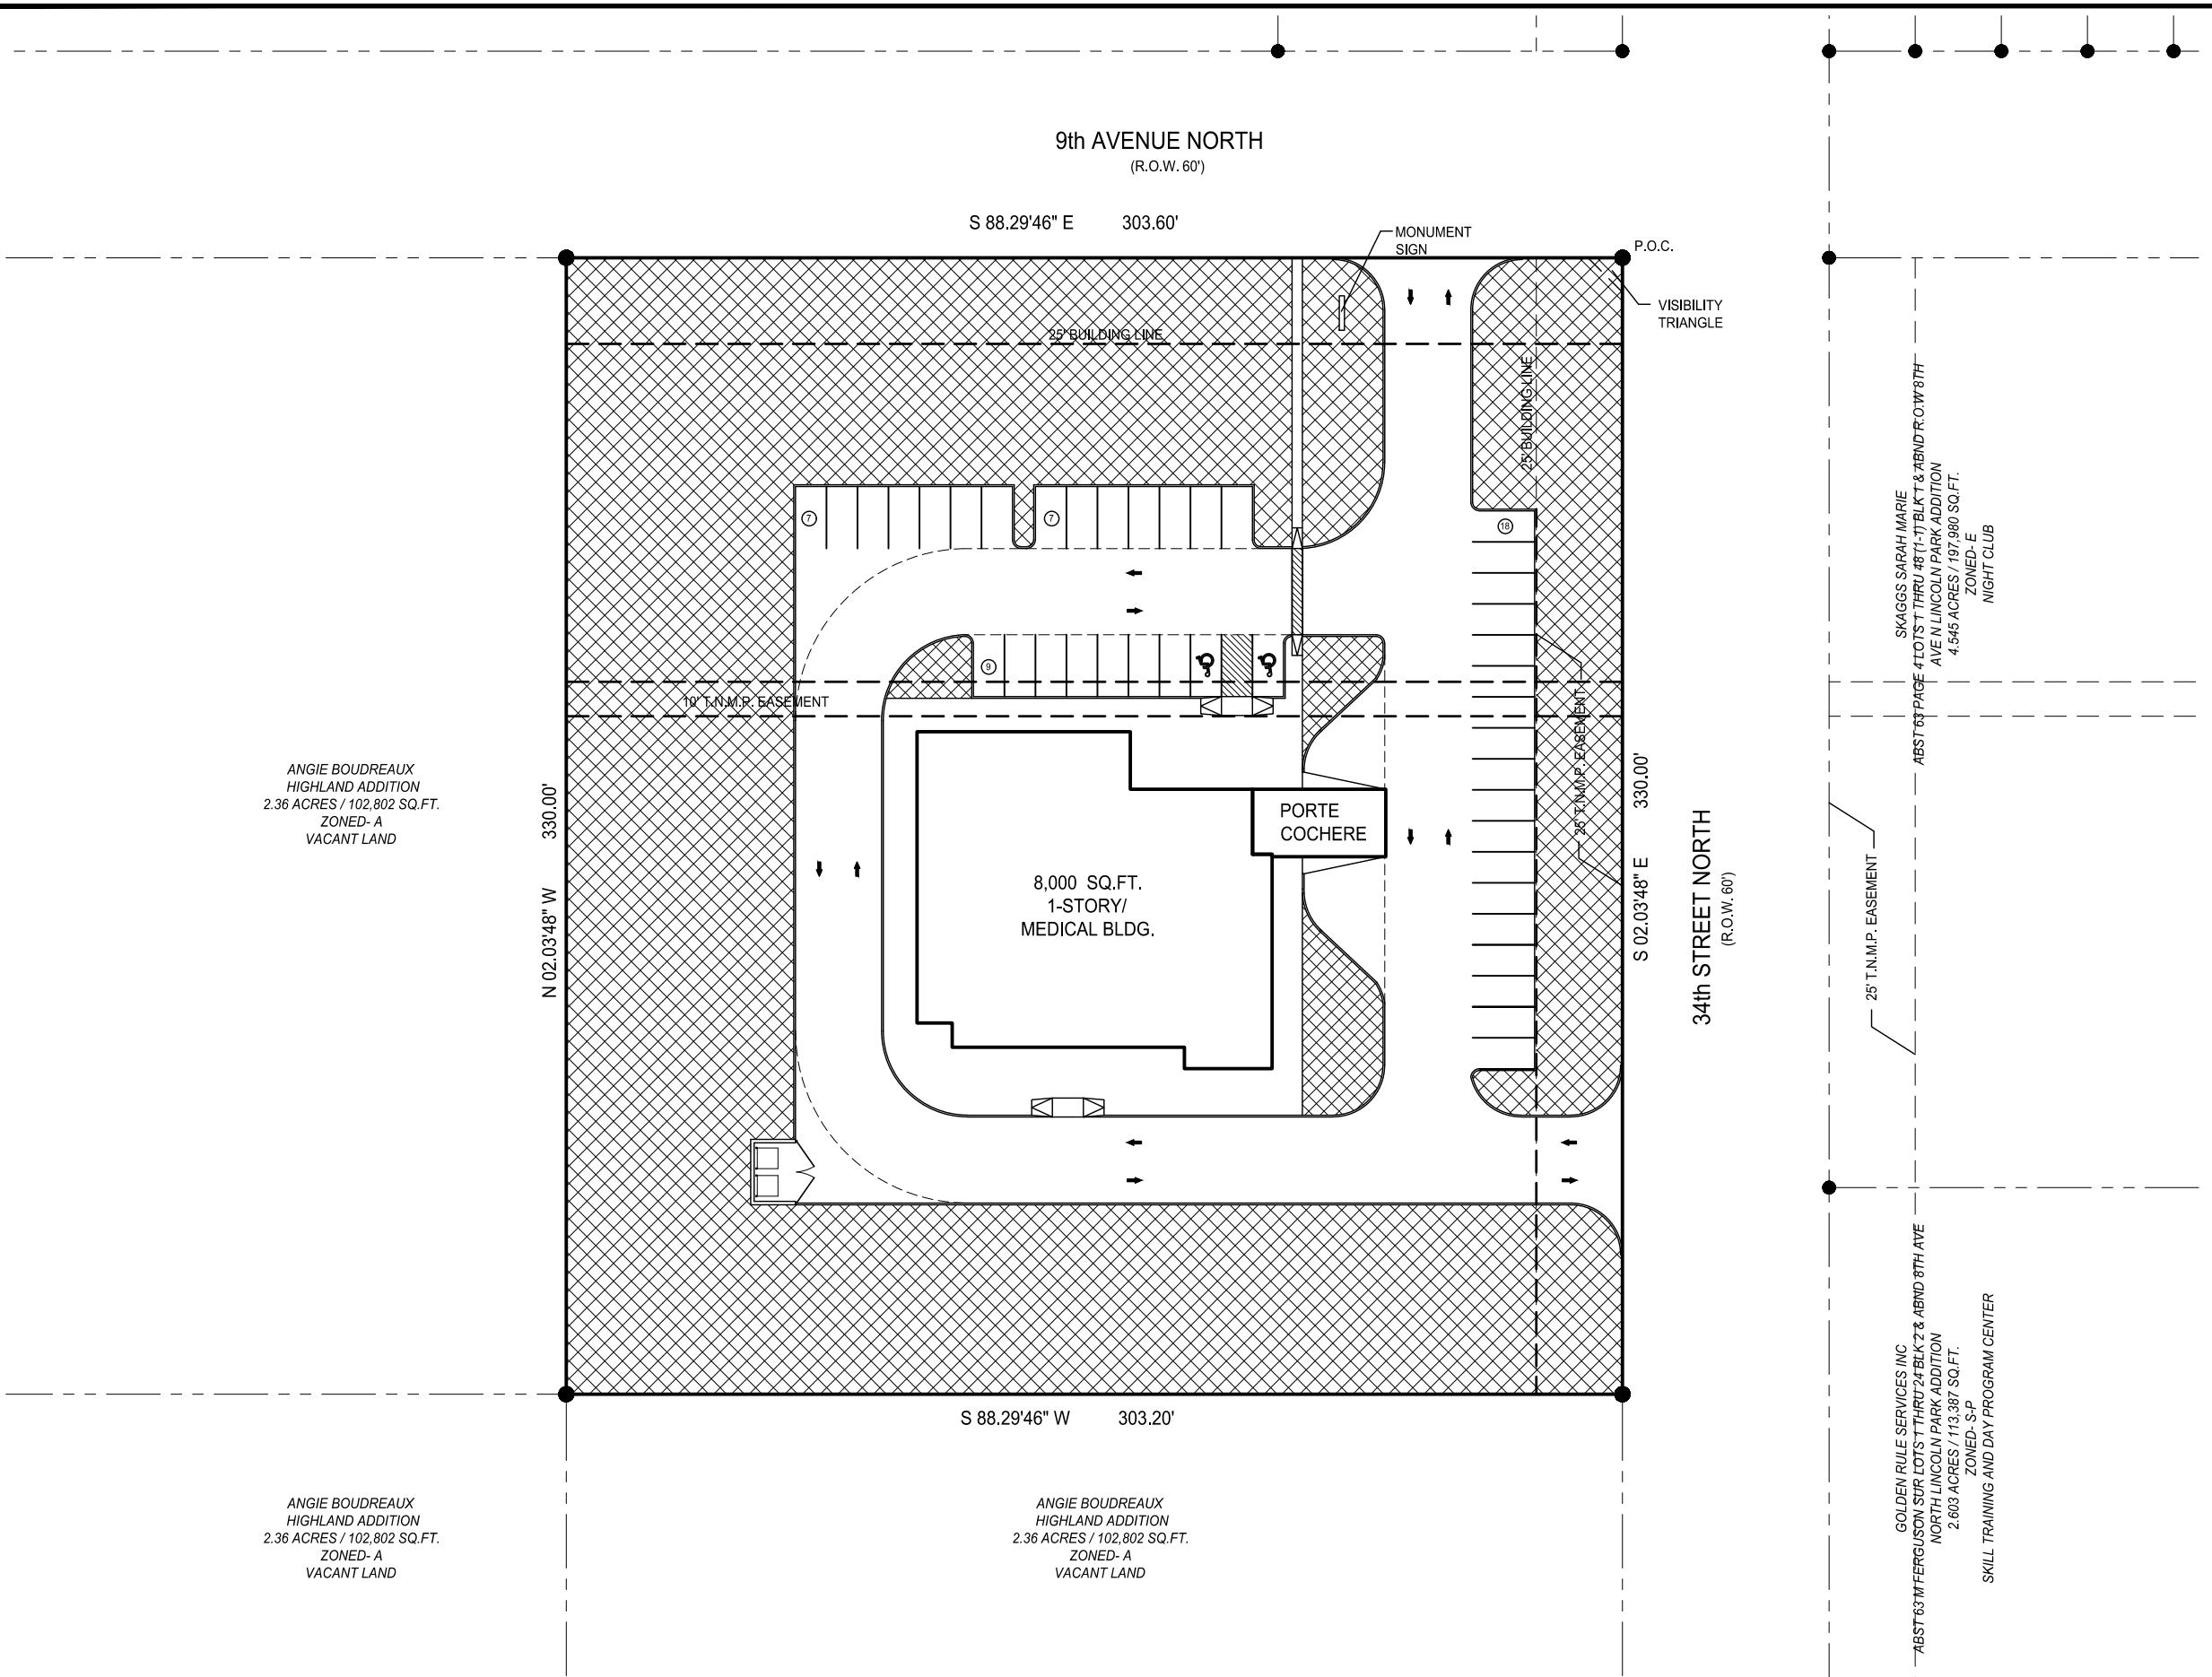 9th AVENUE NORTH
(R.O.W. 60')
S 88.29'46" E 303.60'
MONUMENT
SIGN
P.O.C.
VISIBILITY
TRIANGLE
25' BUILDING LINE
25' BUILDING LINE
7
7
18
9
10' T.N.M.P. EASEMENT
25' T.N.M.P. EASEMENT
PORTE
COCHERE
8,000 SQ.FT.
1-STORY/
MEDICAL BLDG.
N 02.03'48" W 330.00'
S 02.03'48" E 330.00'
34th STREET NORTH
(R.O.W. 60')
25' T.N.M.P. EASEMENT
SKAGGS SARAH MARIE
ABST 63 PAGE 4 LOTS 1 THRU 48 (1-1) BLK 1 & ABND R.O.W 8TH
AVE N LINCOLN PARK ADDITION
4.545 ACRES / 197,980 SQ.FT.
ZONED- E
NIGHT CLUB
ANGIE BOUDREAUX
HIGHLAND ADDITION
2.36 ACRES / 102,802 SQ.FT.
ZONED- A
VACANT LAND
S 88.29'46" W 303.20'
ANGIE BOUDREAUX
HIGHLAND ADDITION
2.36 ACRES / 102,802 SQ.FT.
ZONED- A
VACANT LAND
ANGIE BOUDREAUX
HIGHLAND ADDITION
2.36 ACRES / 102,802 SQ.FT.
ZONED- A
VACANT LAND
GOLDEN RULE SERVICES INC
ABST 63 M FERGUSON SUR LOTS 1 THRU 24 BLK 2 & ABND 8TH AVE
NORTH LINCOLN PARK ADDITION
2.603 ACRES / 113,387 SQ.FT.
ZONED- S-P
SKILL TRAINING AND DAY PROGRAM CENTER